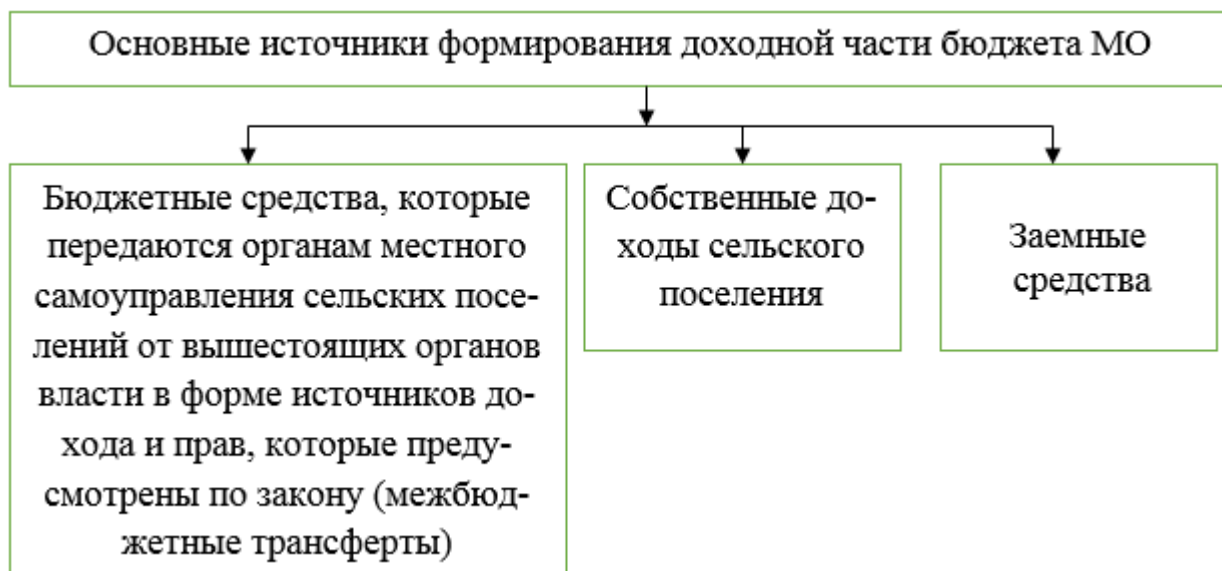 Основные источники формирования доходной части бюджета МО
Бюджетные средства, которые
передаются органам местного
самоуправления сельских посе-
лений от вышестоящих органов
власти в форме источников до-
хода и прав, которые преду-
смотрены по закону (межбюд-
жетные трансферты)
Собственные до-
ходы сельского
поселения
Заемные
средства